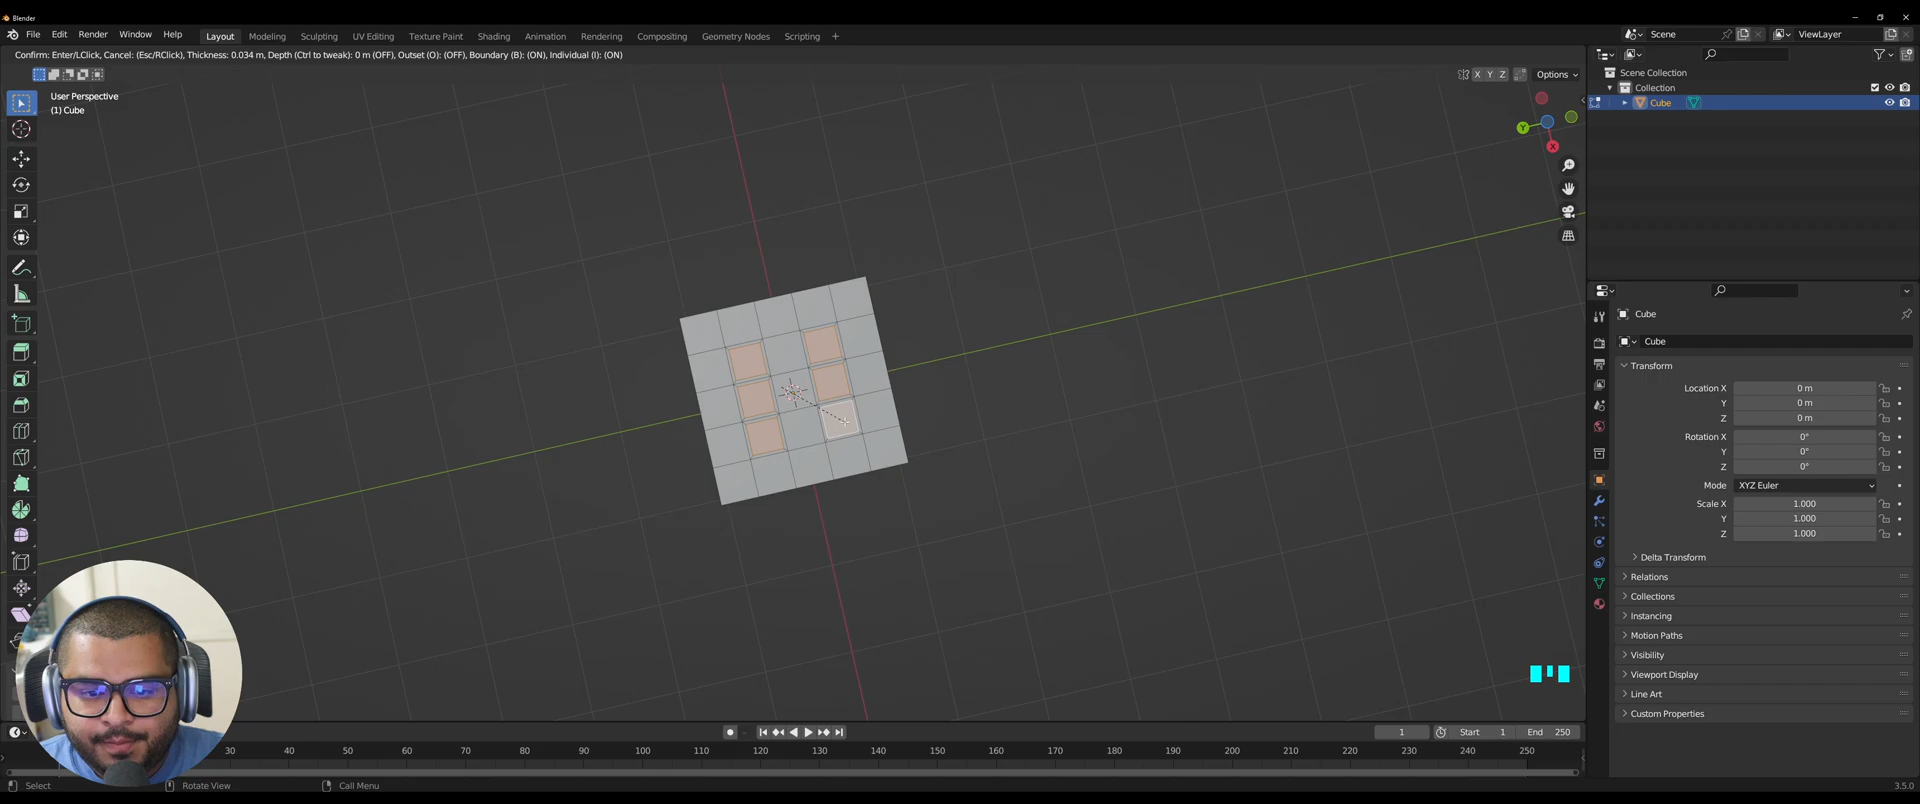 Blender
File Edit Render Window Help Layout Modeling Sculpting UV Editing Texture Paint Shading Animation Rendering Compositing Geometry Nodes Scripting + Scene ViewLayer
Confirm: Enter/LClick, Cancel: (Esc/RClick), Thickness: 0.034 m, Depth (Ctrl to tweak): 0 m (OFF), Outset (O): (OFF), Boundary (B): (ON), Individual (I): (ON)
X Y Z Options
User Perspective
(1) Cube
Y
X
Scene Collection
Collection
Cube
Cube
Cube
Transform
Location X 0 m
Y 0 m
Z 0 m
Rotation X 0°
Y 0°
Z 0°
Mode XYZ Euler
Scale X 1.000
Y 1.000
Z 1.000
Delta Transform
Relations
Collections
Instancing
Motion Paths
Visibility
Viewport Display
Line Art
Custom Properties
1 Start 1 End 250
30 40 50 60 70 80 90 100 110 120 130 140 150 160 170 180 190 200 210 220 230 240 250
Select Rotate View Call Menu 3.5.0